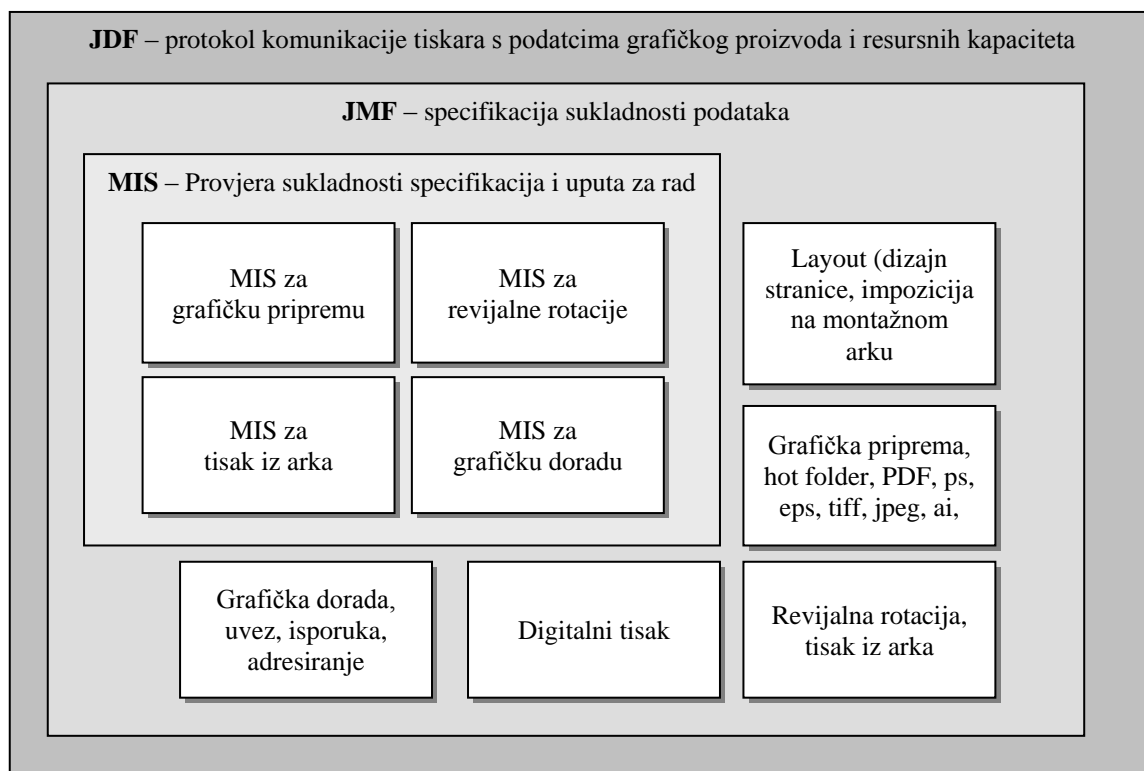 JDF – protokol komunikacije tiskara s podatcima grafičkog proizvoda i resursnih kapaciteta
JMF – specifikacija sukladnosti podataka
MIS – Provjera sukladnosti specifikacija i uputa za rad
MIS za
grafičku pripremu
MIS za
revijalne rotacije
Layout (dizajn
stranice, impozicija
na montažnom
arku
MIS za
tisak iz arka
MIS za
grafičku doradu
Grafička priprema,
hot folder, PDF, ps,
eps, tiff, jpeg, ai,
Grafička dorada,
uvez, isporuka,
adresiranje
Digitalni tisak
Revijalna rotacija,
tisak iz arka